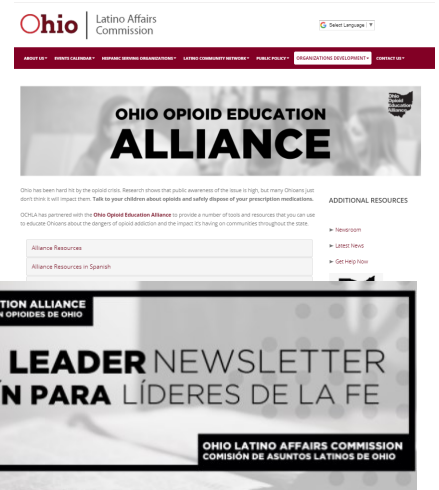 Ohio
Latino Affairs
Commission
Select Language ▼
ABOUT US EVENTS CALENDAR HISPANIC SERVING ORGANIZATIONS LATINO COMMUNITY NETWORK PUBLIC POLICY ORGANIZATIONS DEVELOPMENT CONTACT US
OHIO OPIOID EDUCATION
ALLIANCE
Ohio
Opioid
Education
Alliance
Ohio has been hard hit by the opioid crisis. Research shows that public awareness of the issue is high, but many Ohioans just
don't think it will impact them. Talk to your children about opioids and safely dispose of your prescription medications.
OCHLA has partnered with the Ohio Opioid Education Alliance to provide a number of tools and resources that you can use
to educate Ohioans about the dangers of opioid addiction and the impact it's having on communities throughout the state.
Alliance Resources
Alliance Resources in Spanish
ADDITIONAL RESOURCES
► Newsroom
► Latest News
► Get Help Now
TION ALLIANCE
N OPIOIDES DE OHIO
LEADER NEWSLETTER
ÍN PARA LÍDERES DE LA FE
OHIO LATINO AFFAIRS COMMISSION
COMISIÓN DE ASUNTOS LATINOS DE OHIO